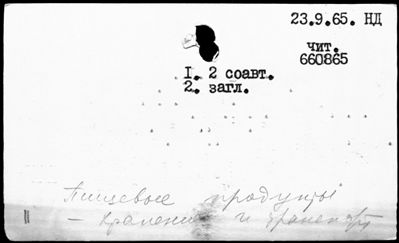 23.9.65. НД
чит.
660865
I. 2 соавт.
2. загл.
Пищевые продукты
- хранение и транспорт